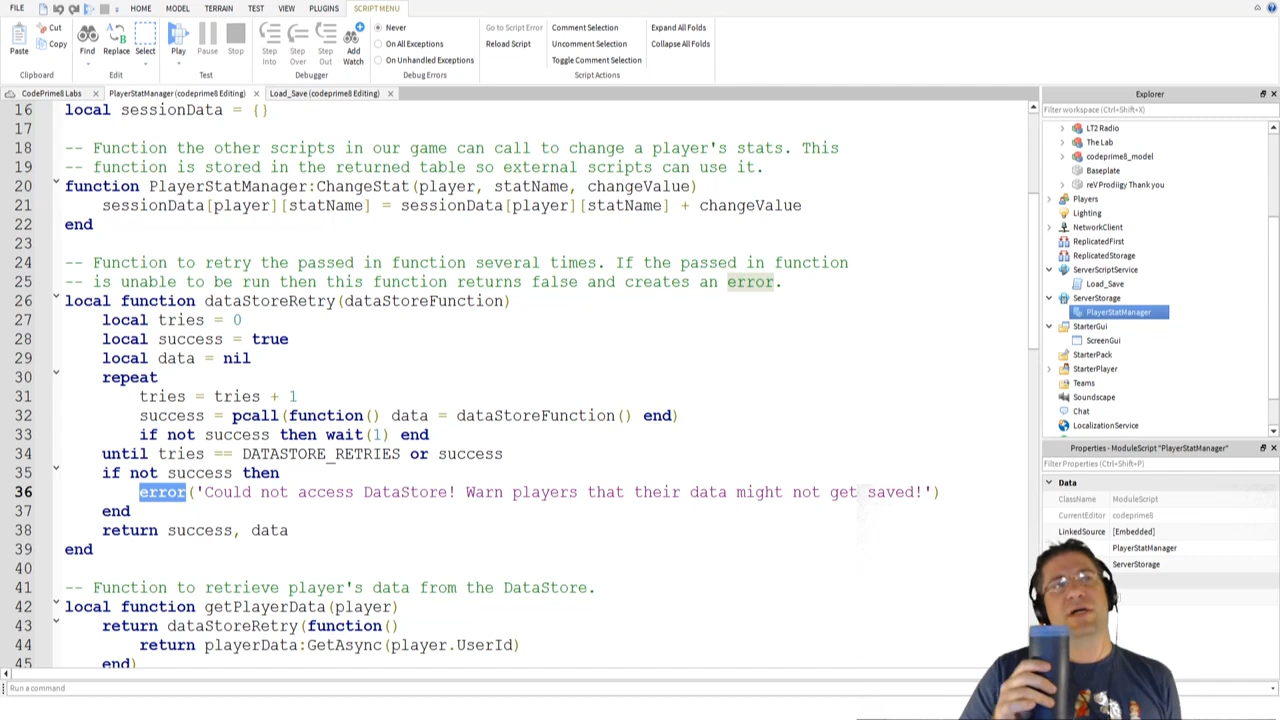 FILE HOME MODEL TERRAIN TEST VIEW PLUGINS SCRIPT MENU
Paste Cut Copy Clipboard
Find Replace Select Edit
Play Pause Stop Test
Step Into Step Over Step Out Add Watch Debugger
Never
On All Exceptions
On Unhandled Exceptions
Debug Errors
Go to Script Error
Reload Script
Comment Selection
Uncomment Selection
Toggle Comment Selection
Expand All Folds
Collapse All Folds
Script Actions
CodePrime8 Labs PlayerStatManager (codeprime8 Editing) Load_Save (codeprime8 Editing)
16 local sessionData = {}
17
18 -- Function the other scripts in our game can call to change a player's stats. This
19 -- function is stored in the returned table so external scripts can use it.
20 function PlayerStatManager:ChangeStat(player, statName, changeValue)
21 sessionData[player][statName] = sessionData[player][statName] + changeValue
22 end
23
24 -- Function to retry the passed in function several times. If the passed in function
25 -- is unable to be run then this function returns false and creates an error.
26 local function dataStoreRetry(dataStoreFunction)
27 local tries = 0
28 local success = true
29 local data = nil
30 repeat
31 tries = tries + 1
32 success = pcall(function() data = dataStoreFunction() end)
33 if not success then wait(1) end
34 until tries == DATASTORE_RETRIES or success
35 if not success then
36 error('Could not access DataStore! Warn players that their data might not get saved!')
37 end
38 return success, data
39 end
40
41 -- Function to retrieve player's data from the DataStore.
42 local function getPlayerData(player)
43 return dataStoreRetry(function()
44 return playerData:GetAsync(player.UserId)
45 end)
Run a command
Explorer
Filter workspace (Ctrl+Shift+X)
LT2 Radio
The Lab
codeprime8_model
Baseplate
reV Prodiigy Thank you
Players
Lighting
NetworkClient
ReplicatedFirst
ReplicatedStorage
ServerScriptService
Load_Save
ServerStorage
PlayerStatManager
StarterGui
ScreenGui
StarterPack
StarterPlayer
Teams
Soundscape
Chat
LocalizationService
Properties - ModuleScript "PlayerStatManager"
Filter Properties (Ctrl+Shift+P)
Data
ClassName ModuleScript
CurrentEditor codeprime8
LinkedSource [Embedded]
PlayerStatManager
ServerStorage